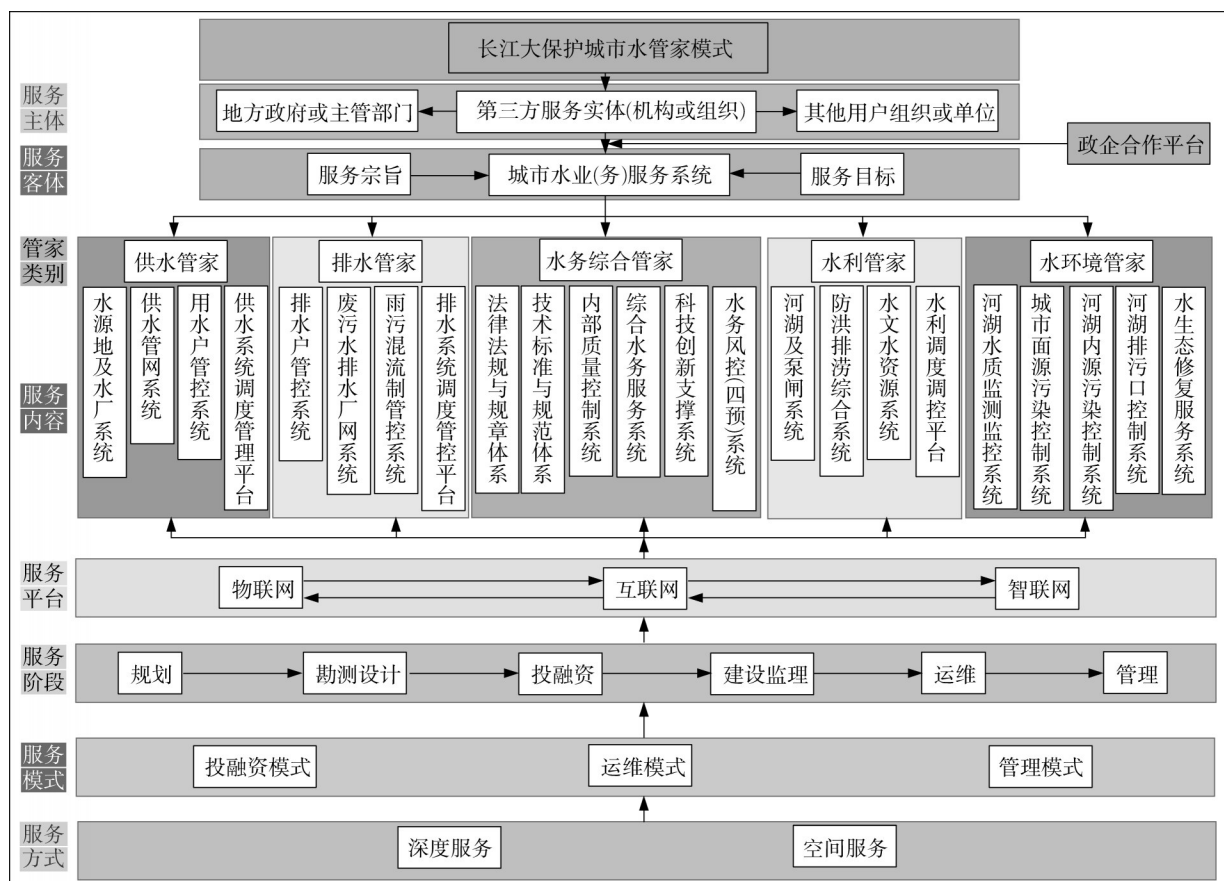 长江大保护城市水管家模式
服务
主体
地方政府或主管部门
第三方服务实体(机构或组织)
其他用户组织或单位
政企合作平台
服务
客体
服务宗旨
城市水业(务)服务系统
服务目标
管家
类别
供水管家
排水管家
水务综合管家
水利管家
水环境管家
服务
内容
水源地及水厂系统
供水管网系统
用水户管控系统
供水系统调度管理平台
排水户管控系统
废污水排水厂网系统
雨污混流制管控系统
排水系统调度管控平台
法律法规与规章体系
技术标准与规范体系
内部质量控制系统
综合水务服务系统
科技创新支撑系统
水务风控(四预)系统
河湖及泵闸系统
防洪排涝综合系统
水文水资源系统
水利调度调控平台
河湖水质监测监控系统
城市面源污染控制系统
河湖内源污染控制系统
河湖排污口控制系统
水生态修复服务系统
服务
平台
物联网
互联网
智联网
服务
阶段
规划
勘测设计
投融资
建设监理
运维
管理
服务
模式
投融资模式
运维模式
管理模式
服务
方式
深度服务
空间服务